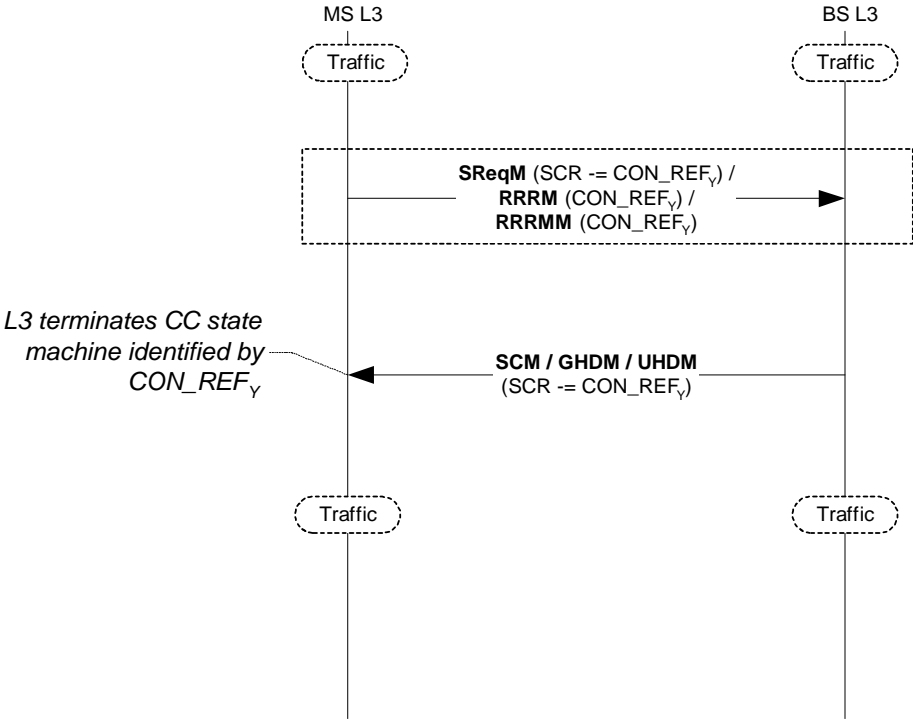 MS L3
BS L3
Traffic
Traffic
SReqM (SCR -= CON_REFY) /
RRRM (CON_REFY) /
RRRMM (CON_REFY)
L3 terminates CC state
machine identified by
CON_REFY
SCM / GHDM / UHDM
(SCR -= CON_REFY)
Traffic
Traffic